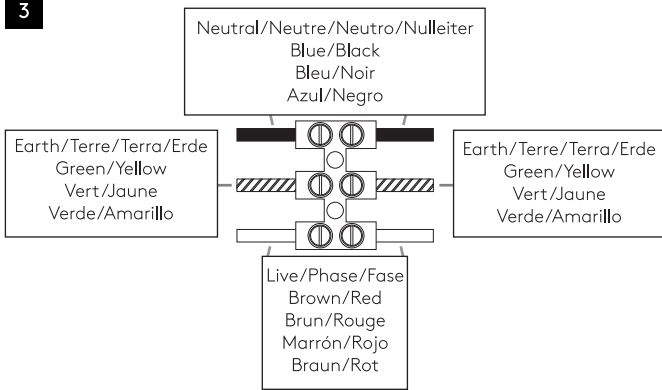 3
Neutral/Neutre/Neutro/Nulleiter
Blue/Black
Bleu/Noir
Azul/Negro
Earth/Terre/Terra/Erde
Green/Yellow
Vert/Jaune
Verde/Amarillo
Earth/Terre/Terra/Erde
Green/Yellow
Vert/Jaune
Verde/Amarillo
Live/Phase/Fase
Brown/Red
Brun/Rouge
Marrón/Rojo
Braun/Rot